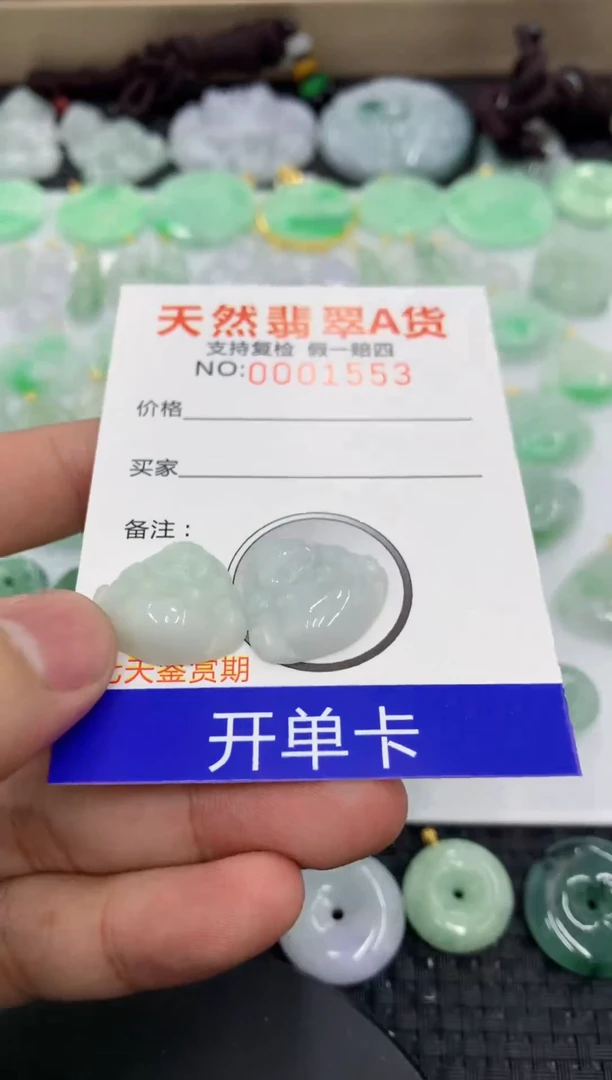 天然翡翠A货
支持复检 假一赔四
NO:0001553
价格
买家
备注：
天鉴赏期
开单卡